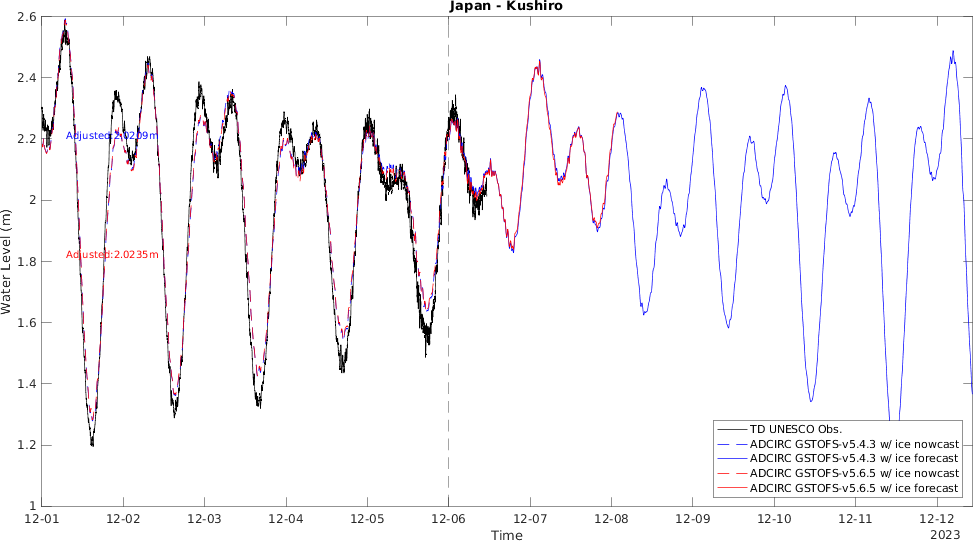 Japan - Kushiro
2.6
2.4
2.2
2
1.8
1.6
1.4
1.2
1
Water Level (m)
Adjusted:2.0209m
Adjusted:2.0235m
TD UNESCO Obs.
ADCIRC GSTOFS-v5.4.3 w/ ice nowcast
ADCIRC GSTOFS-v5.4.3 w/ ice forecast
ADCIRC GSTOFS-v5.6.5 w/ ice nowcast
ADCIRC GSTOFS-v5.6.5 w/ ice forecast
12-01 12-02 12-03 12-04 12-05 12-06 12-07 12-08 12-09 12-10 12-11 12-12
Time
2023